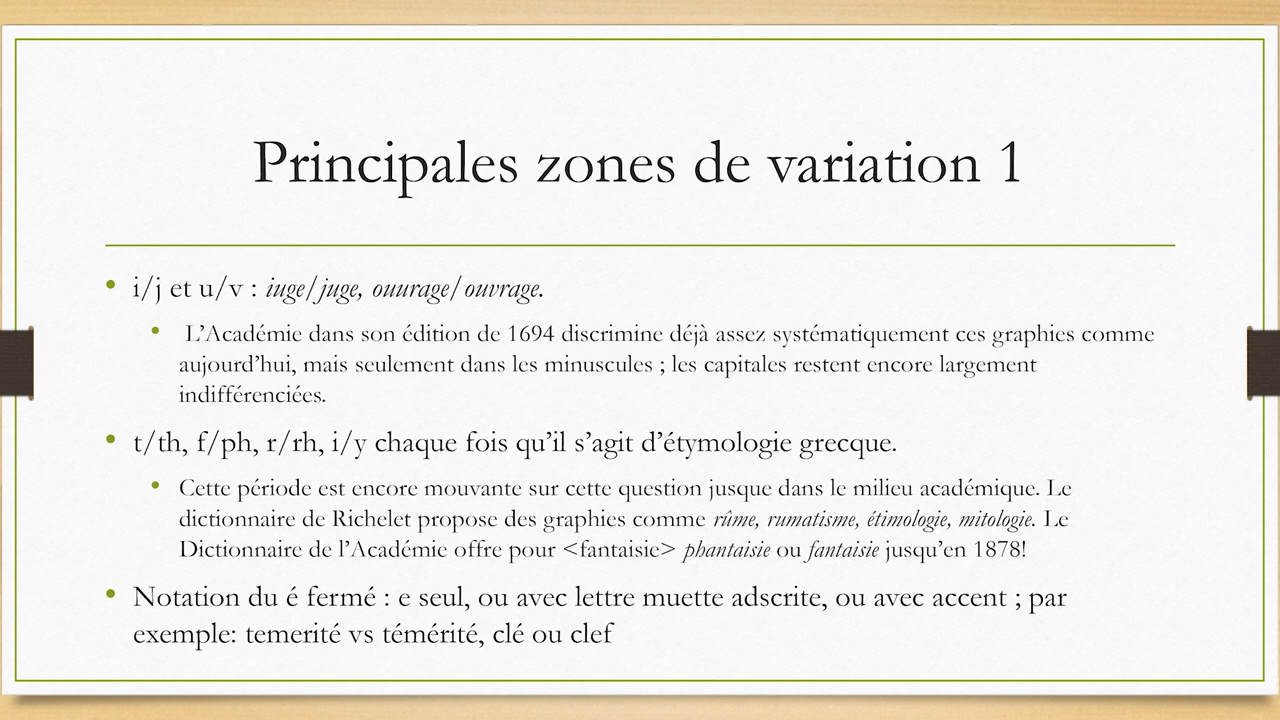 Principales zones de variation 1
• i/j et u/v : iuge/juge, ouurage/ouvrage.
• L’Académie dans son édition de 1694 discrimine déjà assez systématiquement ces graphies comme
aujourd’hui, mais seulement dans les minuscules ; les capitales restent encore largement
indifférenciées.
• t/th, f/ph, r/rh, i/y chaque fois qu’il s’agit d’étymologie grecque.
• Cette période est encore mouvante sur cette question jusque dans le milieu académique. Le
dictionnaire de Richelet propose des graphies comme rûme, rumatisme, étimologie, mitologie. Le
Dictionnaire de l’Académie offre pour <fantaisie> phantaisie ou fantaisie jusqu’en 1878!
• Notation du é fermé : e seul, ou avec lettre muette adscrite, ou avec accent ; par
exemple: temerité vs témérité, clé ou clef